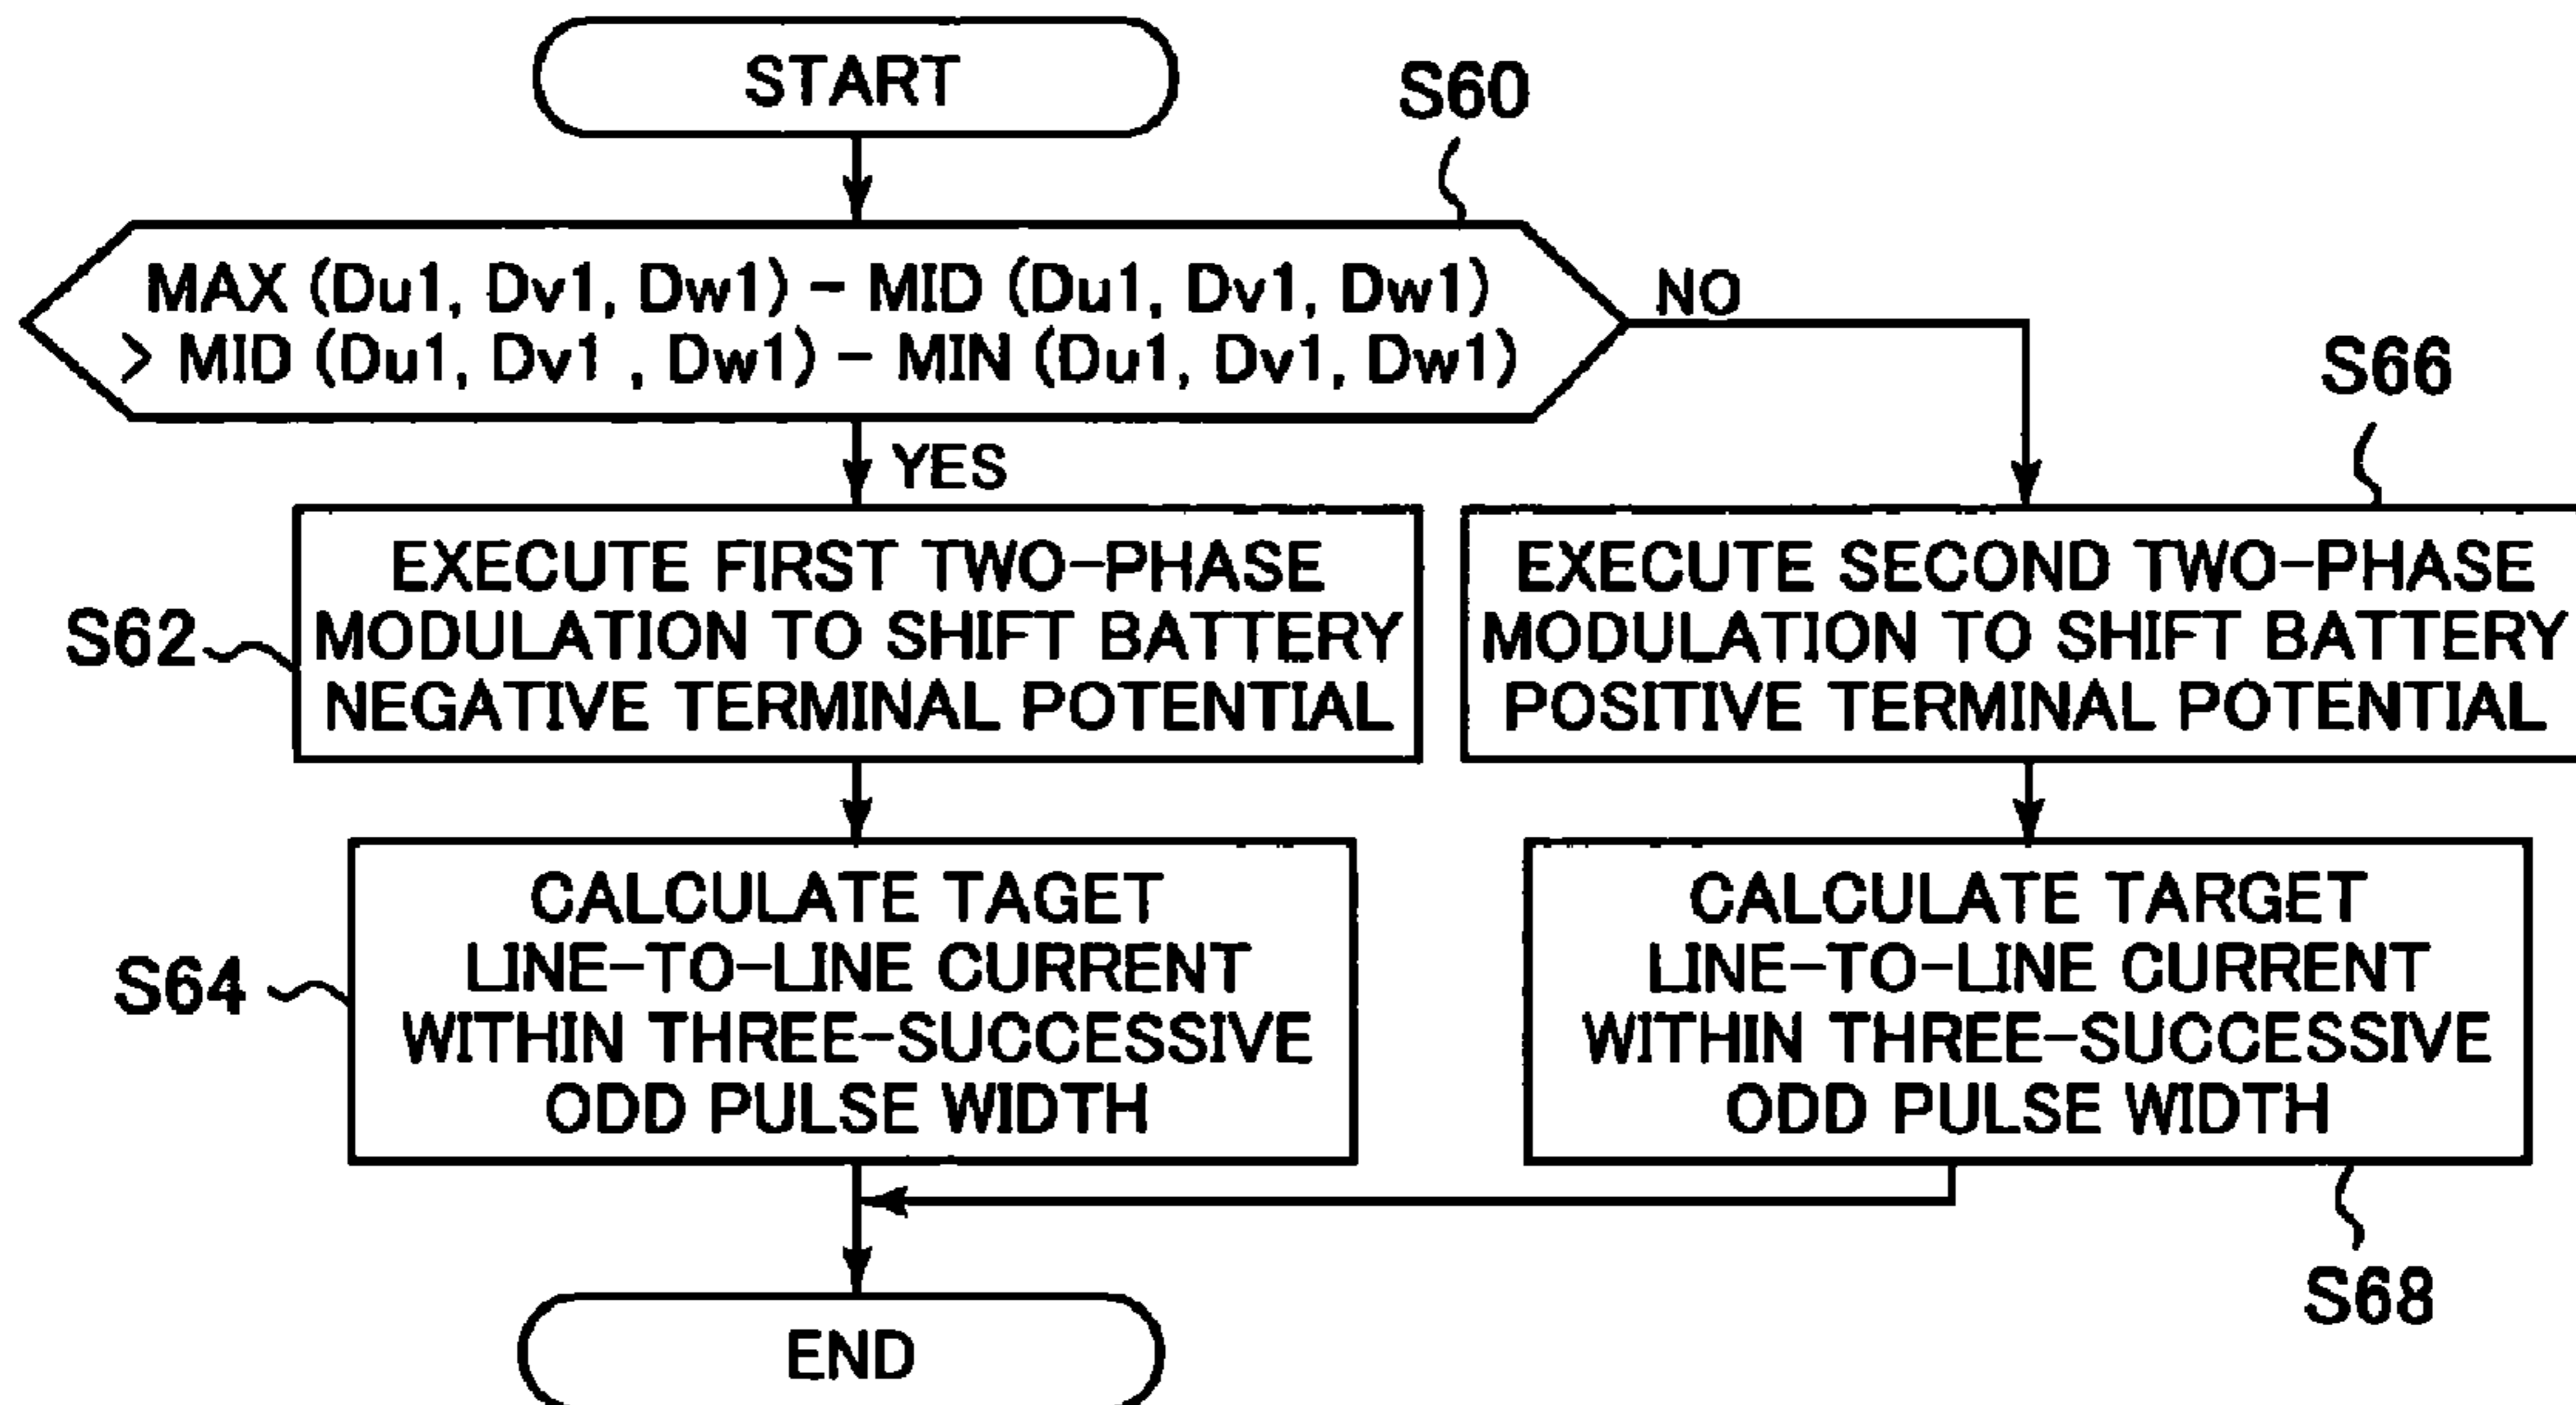 START
S60
MAX (Du1, Dv1, Dw1) - MID (Du1, Dv1, Dw1)
> MID (Du1, Dv1 , Dw1) - MIN (Du1, Dv1, Dw1)
NO
YES
S62
EXECUTE FIRST TWO-PHASE
MODULATION TO SHIFT BATTERY
NEGATIVE TERMINAL POTENTIAL
S66
EXECUTE SECOND TWO-PHASE
MODULATION TO SHIFT BATTERY
POSITIVE TERMINAL POTENTIAL
S64
CALCULATE TAGET
LINE-TO-LINE CURRENT
WITHIN THREE-SUCCESSIVE
ODD PULSE WIDTH
CALCULATE TARGET
LINE-TO-LINE CURRENT
WITHIN THREE-SUCCESSIVE
ODD PULSE WIDTH
S68
END